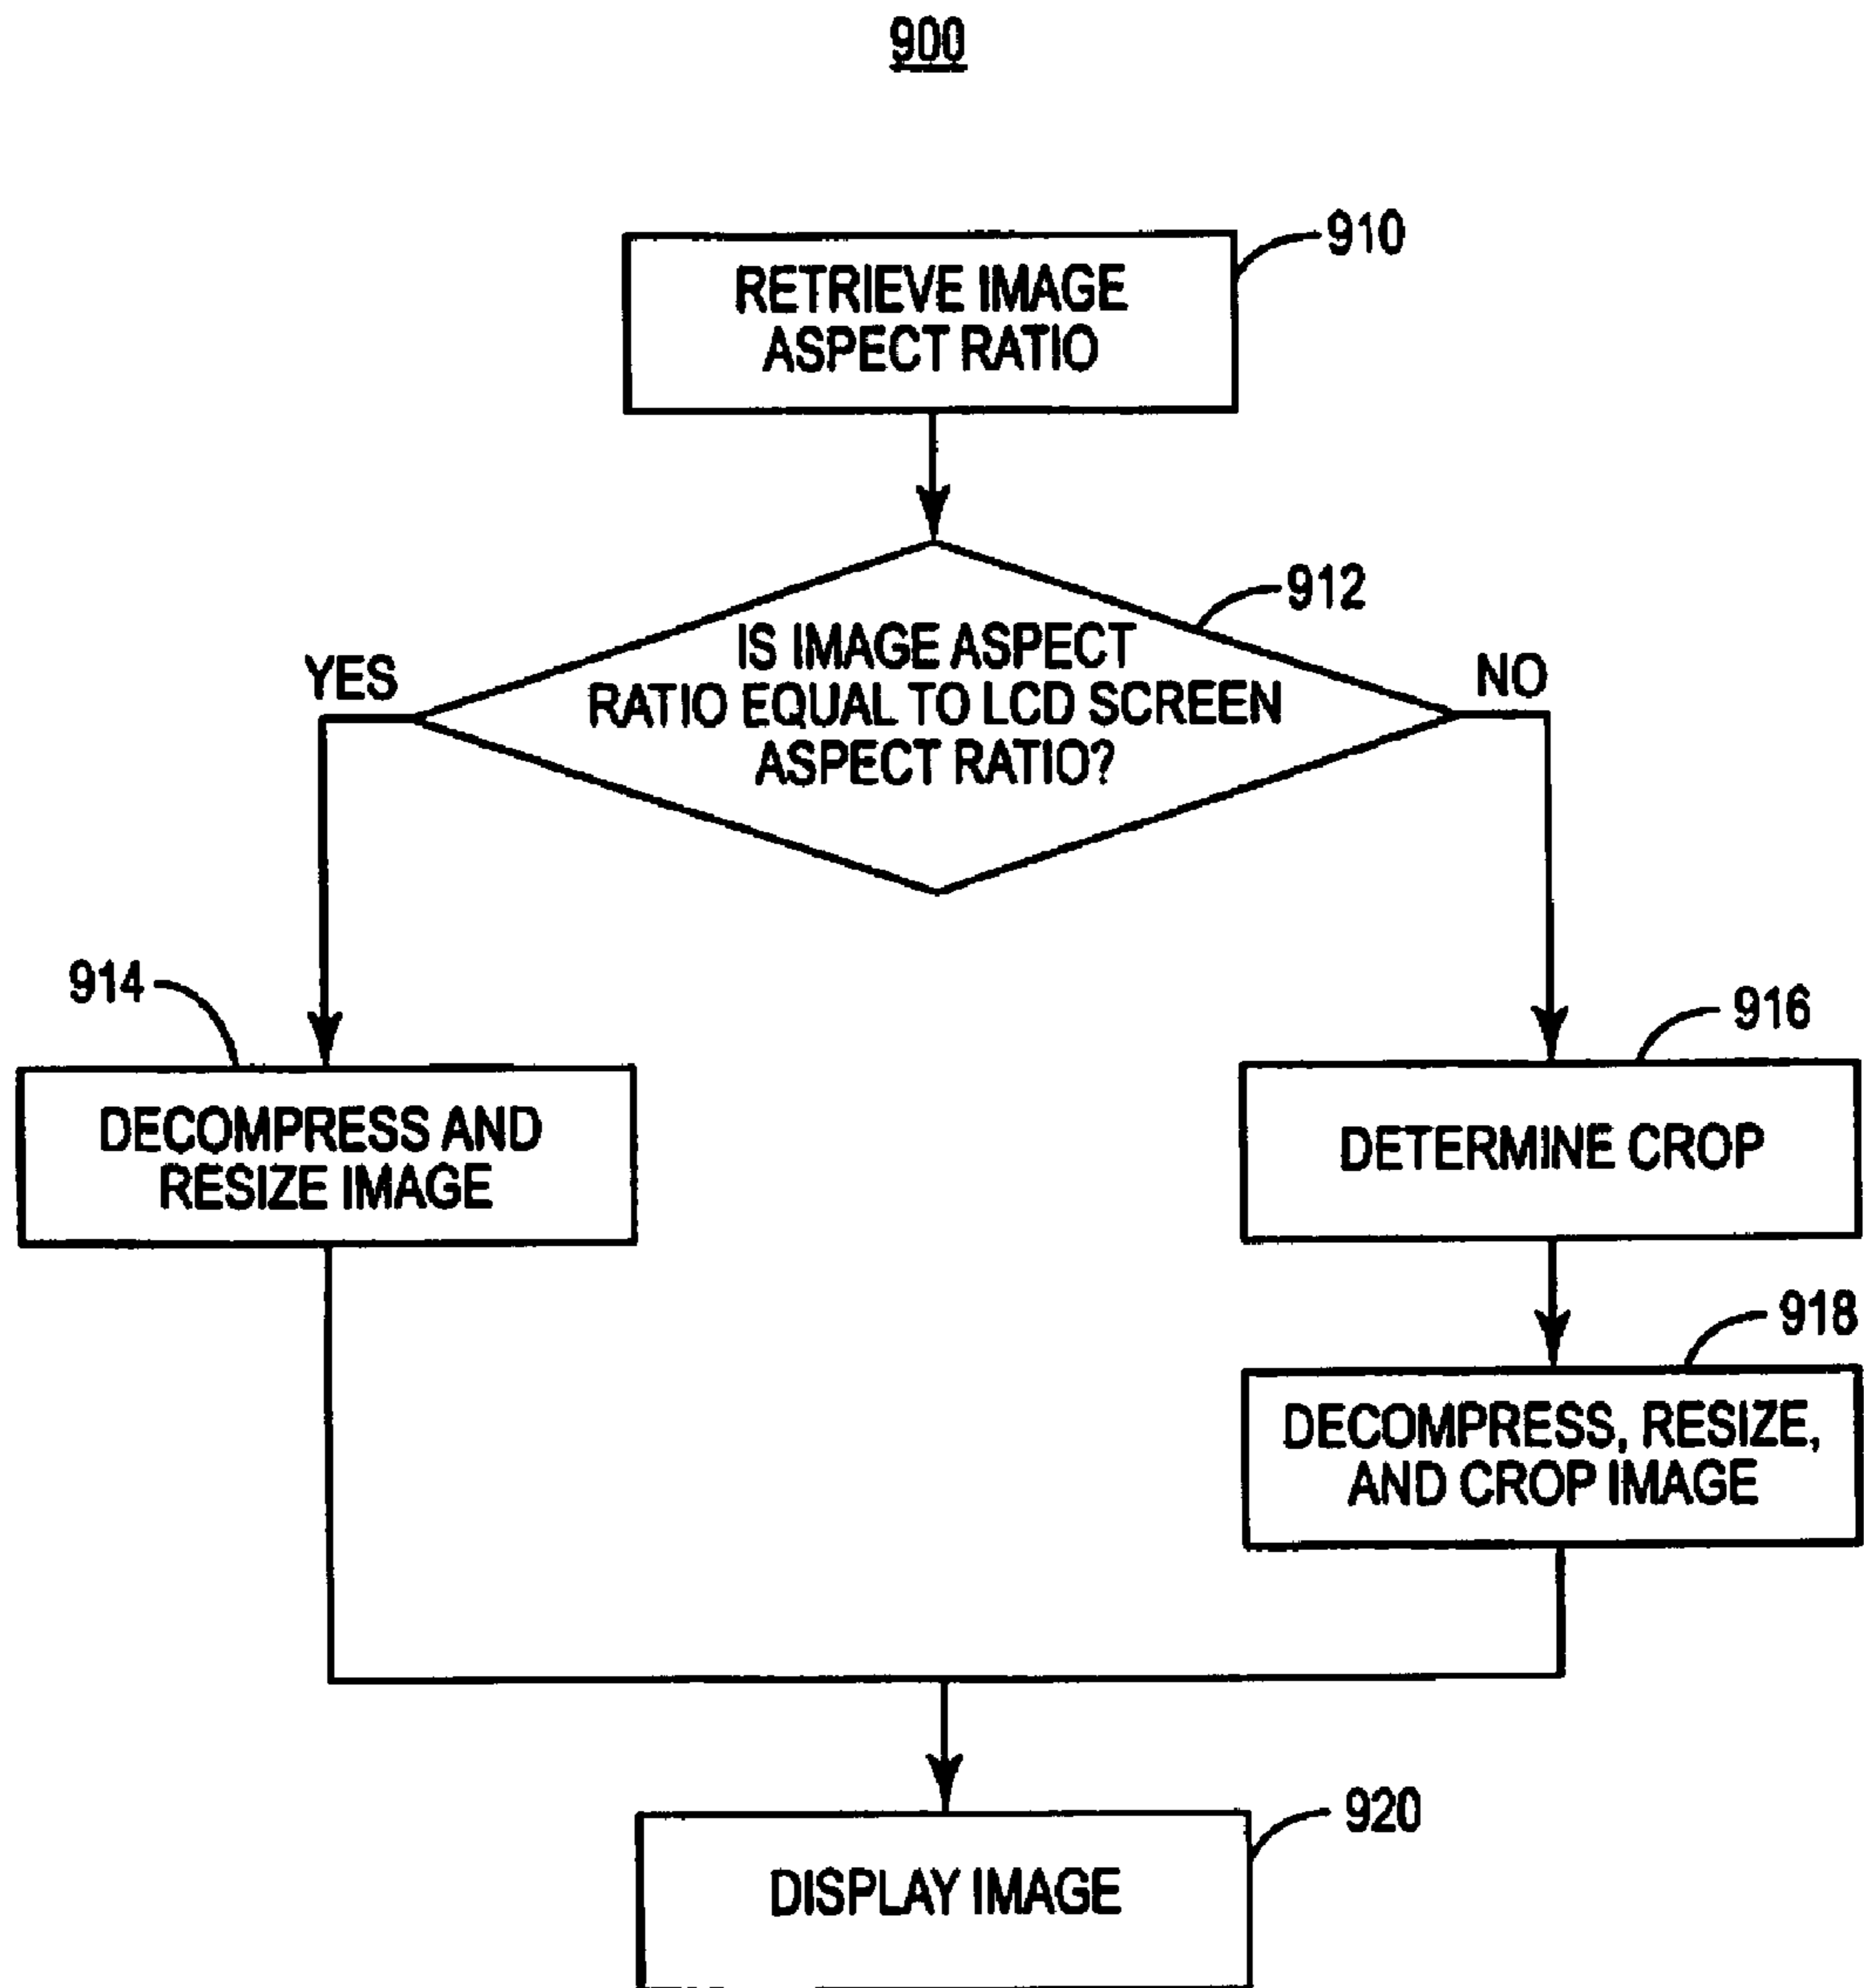 900
910
RETRIEVE IMAGE
ASPECT RATIO
912
IS IMAGE ASPECT
RATIO EQUAL TO LCD SCREEN
ASPECT RATIO?
YES
NO
914
DECOMPRESS AND
RESIZE IMAGE
916
DETERMINE CROP
918
DECOMPRESS, RESIZE,
AND CROP IMAGE
920
DISPLAY IMAGE